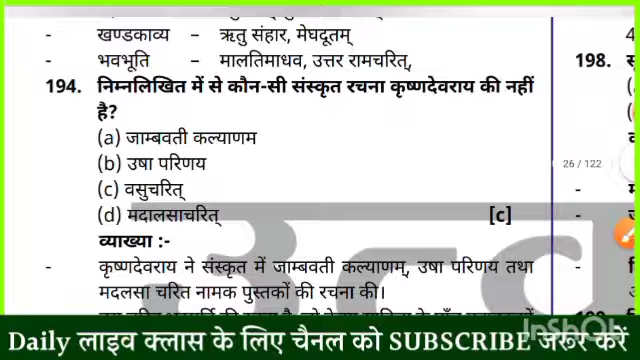 - खण्डकाव्य – ऋतु संहार, मेघदूतम्
- भवभूति – मालतिमाधव, उत्तर रामचरित्,
194. निम्नलिखित में से कौन-सी संस्कृत रचना कृष्णदेवराय की नहीं
है?
(a) जाम्बवती कल्याणम
(b) उषा परिणय
(c) वसुचरित्
(d) मदालसाचरित् [c]
व्याख्या :-
- कृष्णदेवराय ने संस्कृत में जाम्बवती कल्याणम्, उषा परिणय तथा
मदलसा चरित नामक पुस्तकों की रचना की।
198.
26 / 122
InShOt
Daily लाइव क्लास के लिए चैनल को SUBSCRIBE जरूर करें